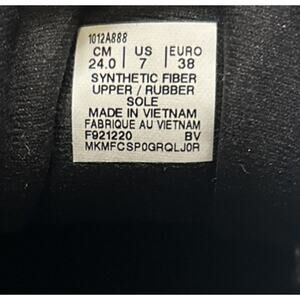 1012A888
CM US EURO
24.0 7 38
SYNTHETIC FIBER
UPPER / RUBBER
SOLE
MADE IN VIETNAM
FABRIQUE AU VIETNAM
F921220 BV
MKMFCSP0GRQLJ0R